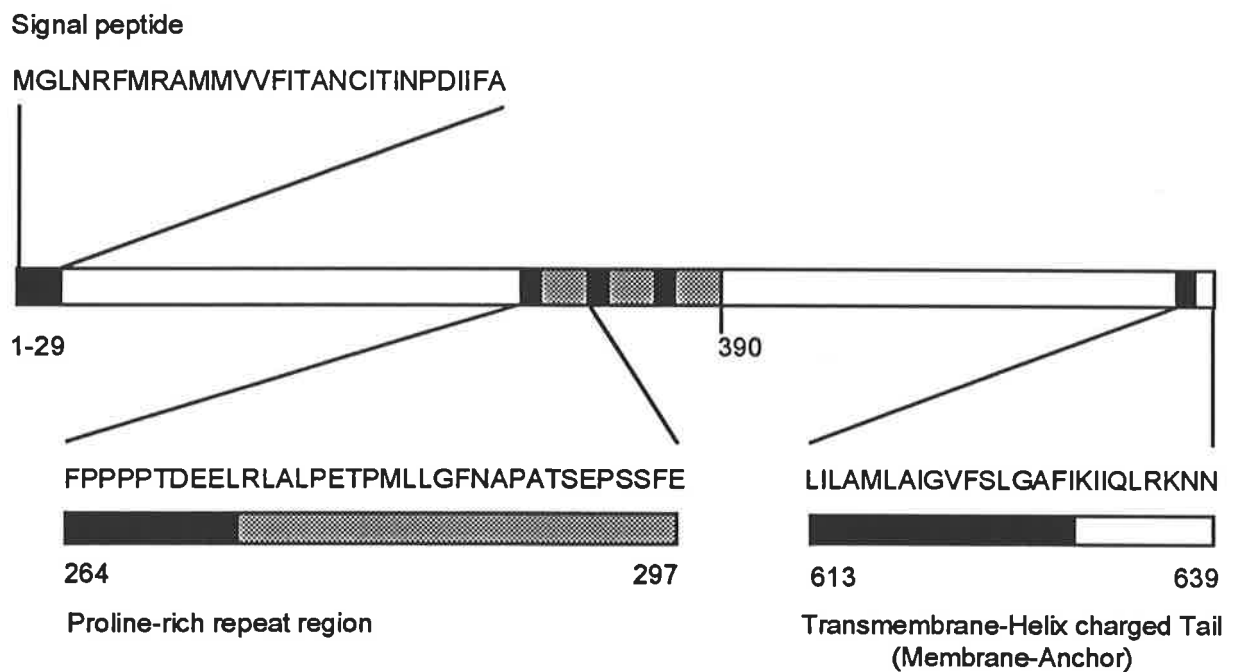 Signal peptide
MGLNRFMRAMMVVFITANCITINPDIIFA
1-29
390
FPPPPTDEELRLALPETPMLLGFNAPATSEPSSFE
LILAMLAIGVFSLGAFIKIIQLRKNN
264
297
613
639
Proline-rich repeat region
Transmembrane-Helix charged Tail
(Membrane-Anchor)